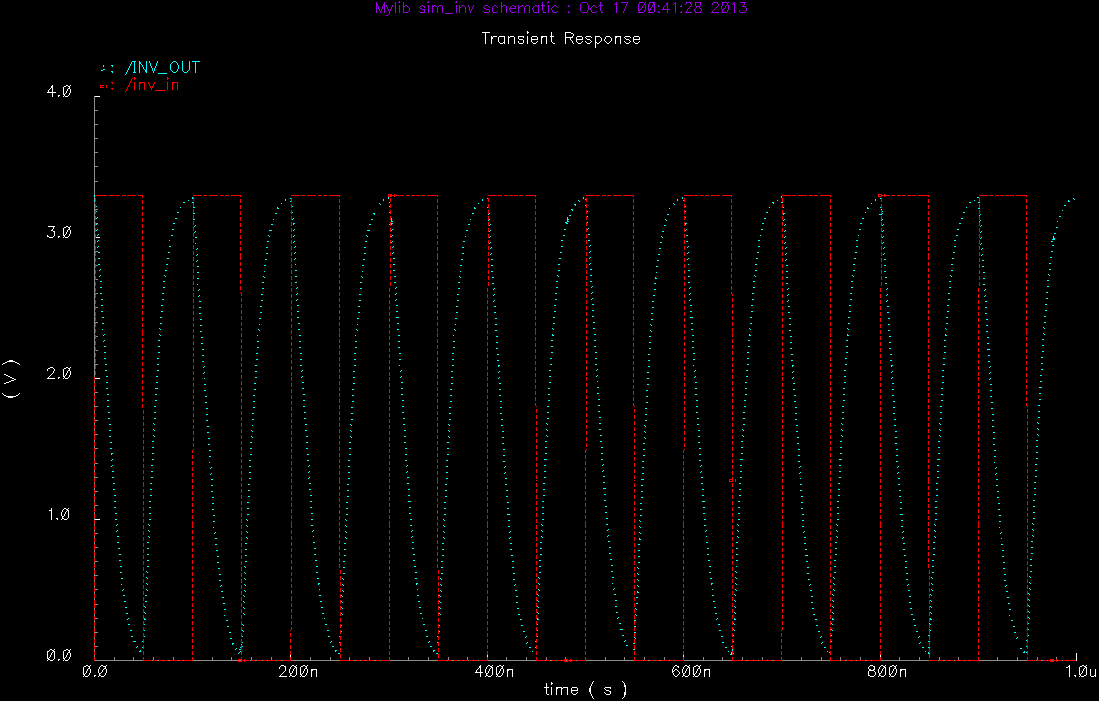 Mylib sim_inv schematic : Oct 17 00:41:28 2013
Transient Response
: /INV_OUT
: /inv_in
4.0
3.0
2.0
1.0
0.0
( V )
0.0 200n 400n 600n 800n 1.0u
time ( s )